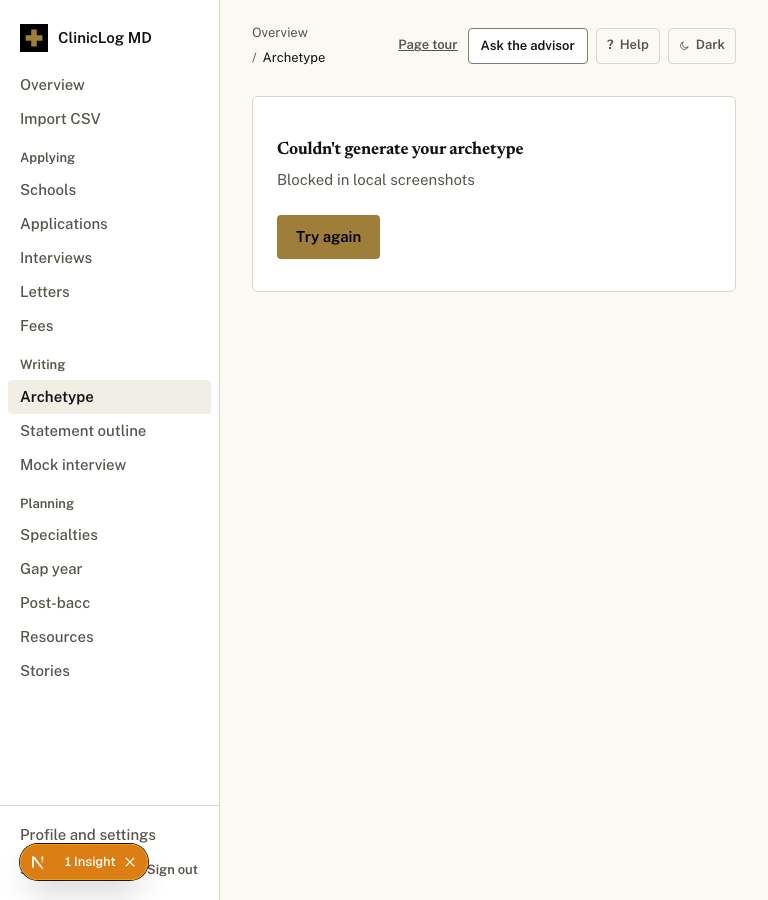 ClinicLog MD
Overview
Import CSV
Applying
Schools
Applications
Interviews
Letters
Fees
Writing
Archetype
Statement outline
Mock interview
Planning
Specialties
Gap year
Post-bacc
Resources
Stories
Profile and settings
1 Insight
Sign out
Overview
/ Archetype
Page tour
Ask the advisor
? Help
Dark
Couldn't generate your archetype
Blocked in local screenshots
Try again